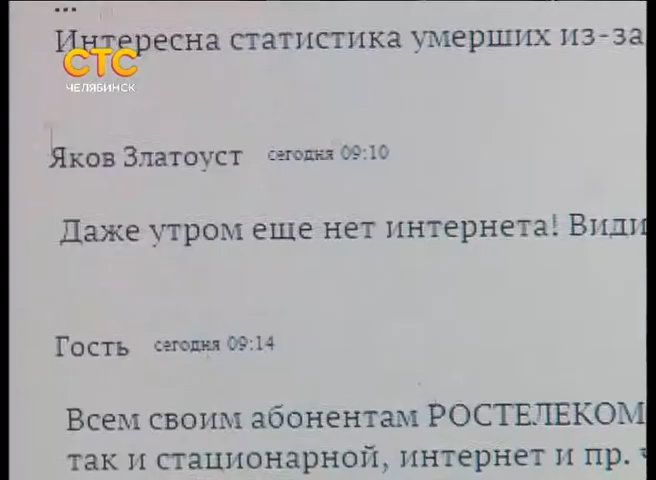 ...
Интересна статистика умерших из-за
СТС
ЧЕЛЯБИНСК
Яков Златоуст сегодня 09:10
Даже утром еще нет интернета! Види
Гость сегодня 09:14
Всем своим абонентам РОСТЕЛЕКОМ
так и стационарной, интернет и пр.